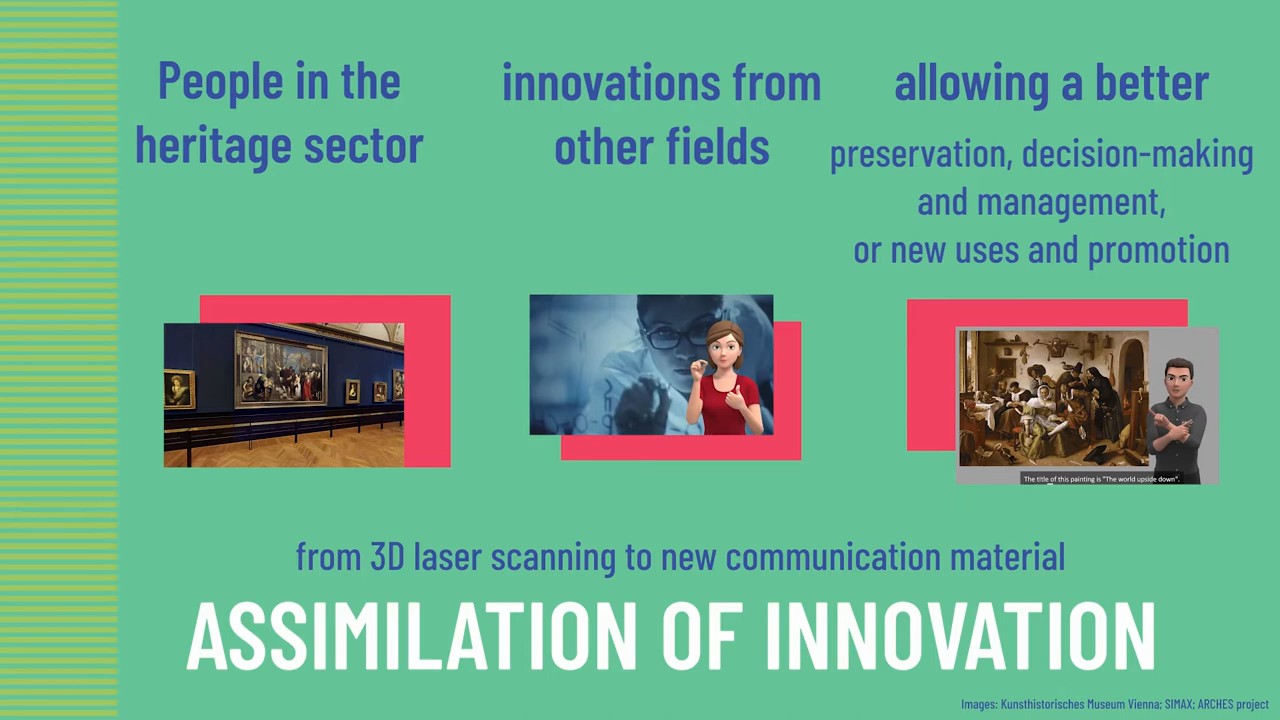 People in the
heritage sector
innovations from
other fields
allowing a better
preservation, decision-making
and management,
or new uses and promotion
The title of this painting is "The world upside down".
from 3D laser scanning to new communication material
ASSIMILATION OF INNOVATION
Images: Kunsthistorisches Museum Vienna; SIMAX; ARCHES project